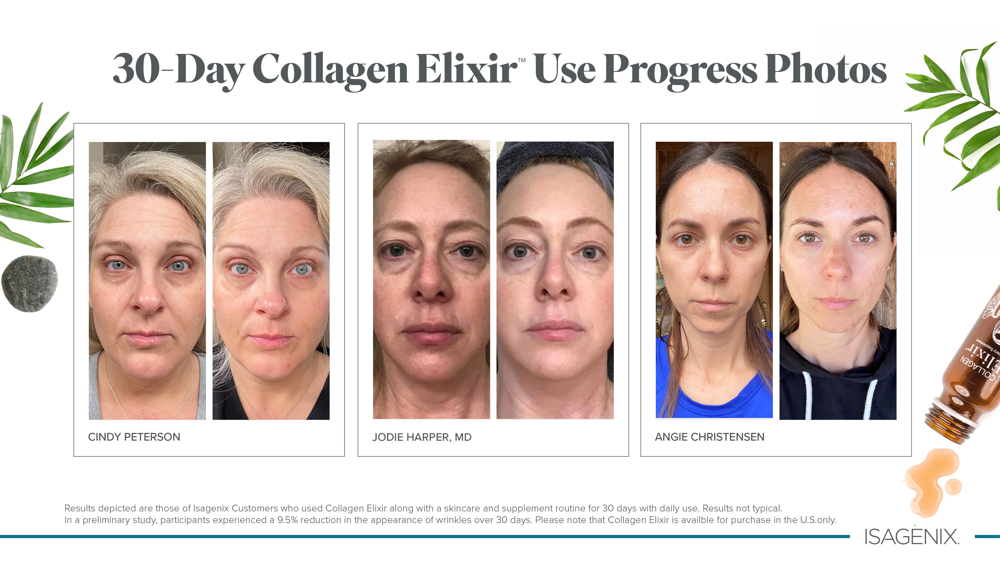 30-Day Collagen Elixir™ Use Progress Photos
CINDY PETERSON
JODIE HARPER, MD
ANGIE CHRISTENSEN
COLLAGEN
Elixir™
Supplement
Results depicted are those of Isagenix Customers who used Collagen Elixir along with a skincare and supplement routine for 30 days with daily use. Results not typical.
In a preliminary study, participants experienced a 9.5% reduction in the appearance of wrinkles over 30 days. Please note that Collagen Elixir is availble for purchase in the U.S.only.
ISAGENIX.